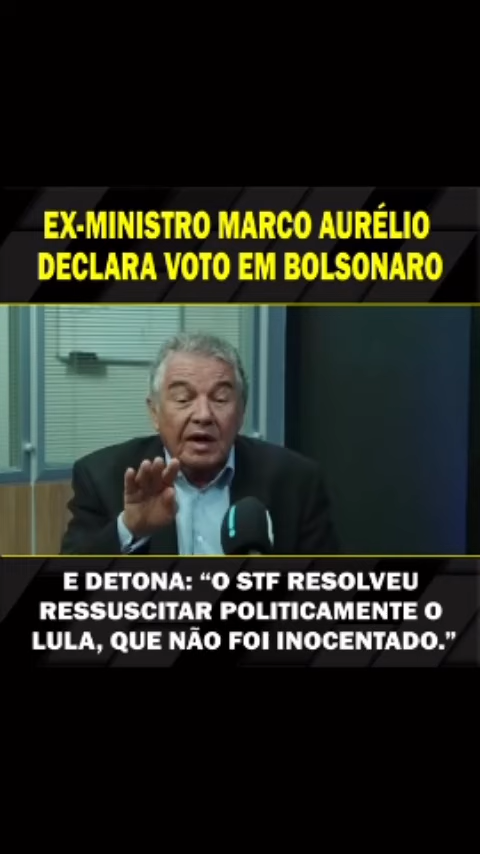 EX-MINISTRO MARCO AURÉLIO
DECLARA VOTO EM BOLSONARO
E DETONA: “O STF RESOLVEU
RESSUSCITAR POLITICAMENTE O
LULA, QUE NÃO FOI INOCENTADO.”